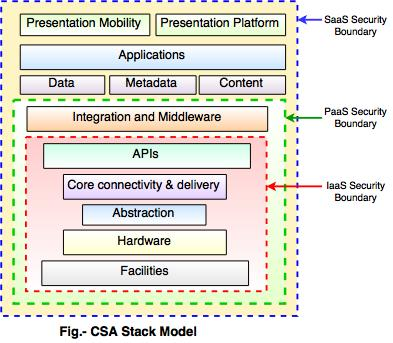 Presentation Mobility Presentation Platform
SaaS Security
Boundary
Applications
Data Metadata Content
Integration and Middleware
PaaS Security
Boundary
APIs
Core connectivity & delivery
IaaS Security
Boundary
Abstraction
Hardware
Facilities
Fig.- CSA Stack Model